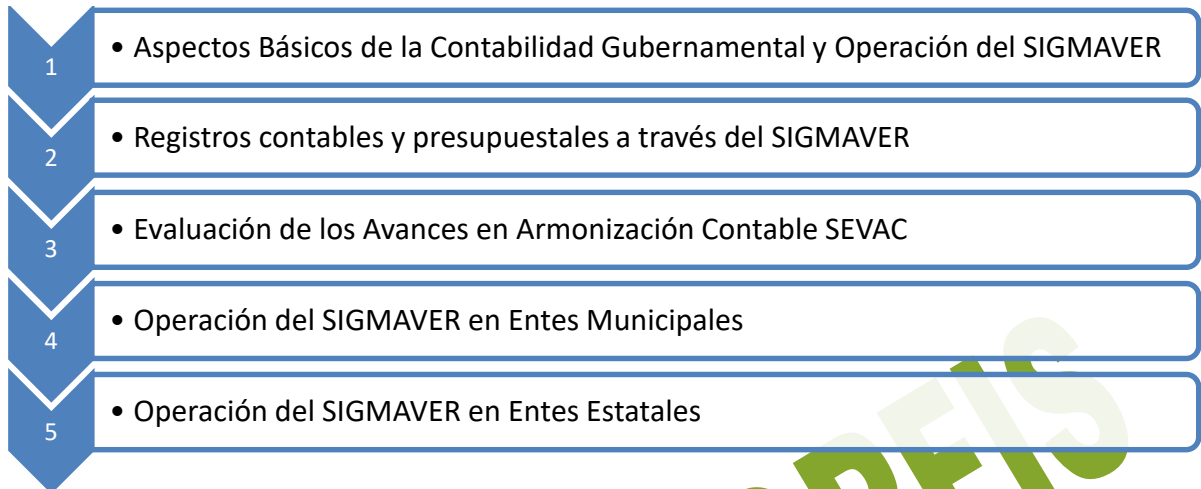 1 • Aspectos Básicos de la Contabilidad Gubernamental y Operación del SIGMAVER
2 • Registros contables y presupuestales a través del SIGMAVER
3 • Evaluación de los Avances en Armonización Contable SEVAC
4 • Operación del SIGMAVER en Entes Municipales
5 • Operación del SIGMAVER en Entes Estatales